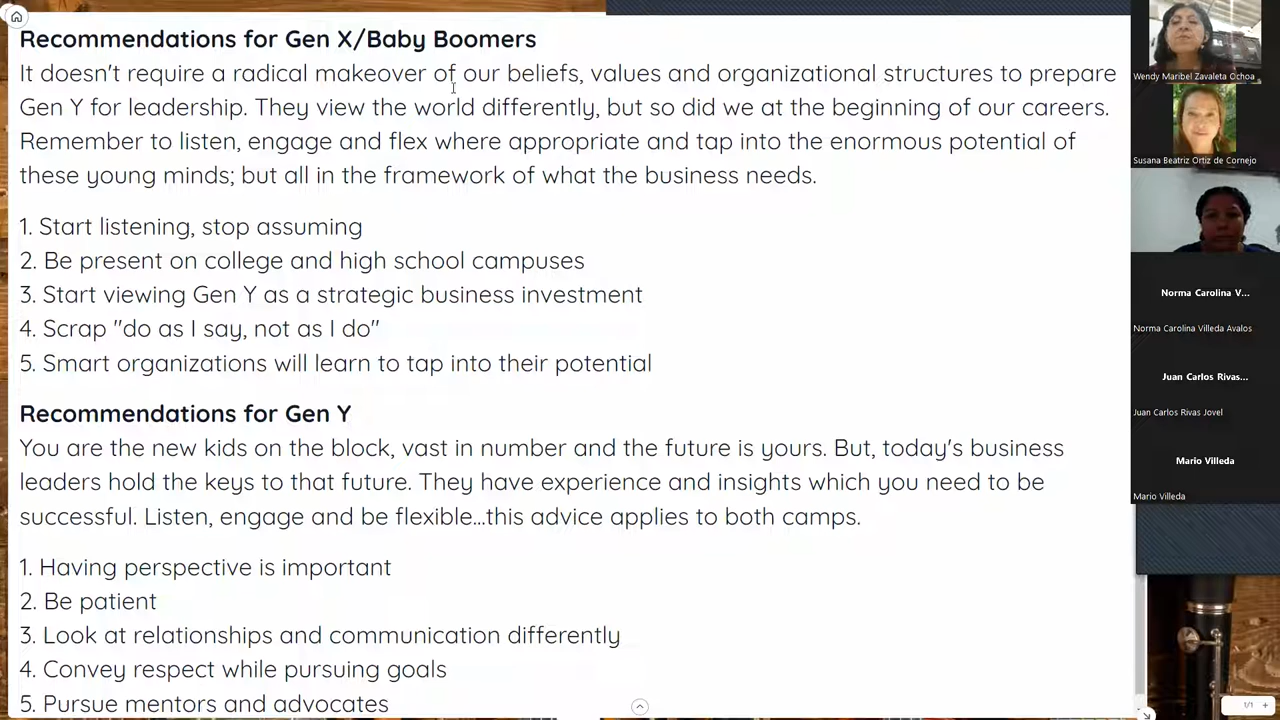 Recommendations for Gen X/Baby Boomers
It doesn't require a radical makeover of our beliefs, values and organizational structures to prepare
Gen Y for leadership. They view the world differently, but so did we at the beginning of our careers.
Remember to listen, engage and flex where appropriate and tap into the enormous potential of
these young minds; but all in the framework of what the business needs.
1. Start listening, stop assuming
2. Be present on college and high school campuses
3. Start viewing Gen Y as a strategic business investment
4. Scrap "do as I say, not as I do"
5. Smart organizations will learn to tap into their potential
Recommendations for Gen Y
You are the new kids on the block, vast in number and the future is yours. But, today's business
leaders hold the keys to that future. They have experience and insights which you need to be
successful. Listen, engage and be flexible...this advice applies to both camps.
1. Having perspective is important
2. Be patient
3. Look at relationships and communication differently
4. Convey respect while pursuing goals
5. Pursue mentors and advocates
Wendy Maribel Zavaleta Ochoa
Susana Beatriz Ortiz de Cornejo
Norma Carolina V...
Norma Carolina Villeda Avalos
Juan Carlos Rivas...
Juan Carlos Rivas Jovel
Mario Villeda
Mario Villeda
1/1 +